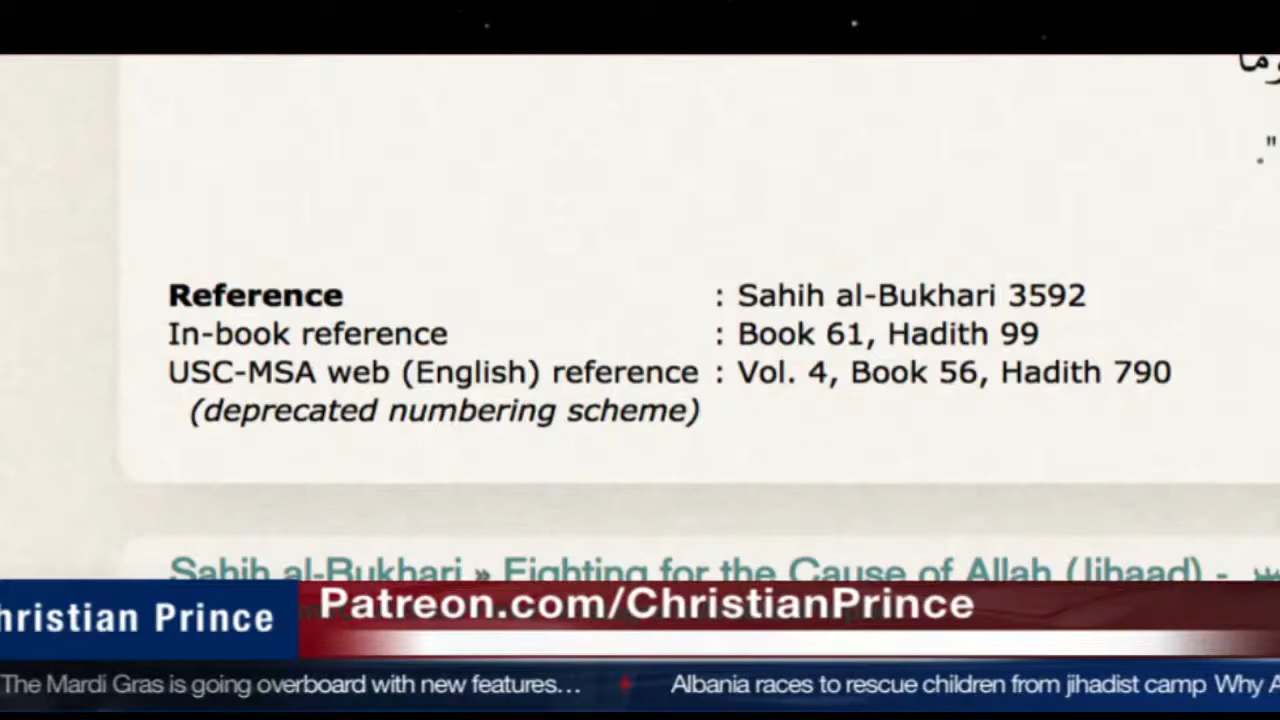 Reference : Sahih al-Bukhari 3592
In-book reference : Book 61, Hadith 99
USC-MSA web (English) reference : Vol. 4, Book 56, Hadith 790
(deprecated numbering scheme)
Sahih al-Bukhari » Fighting for the Cause of Allah (Jihaad) -
Christian Prince
Patreon.com/ChristianPrince
The Mardi Gras is going overboard with new features... Albania races to rescue children from jihadist camp Why